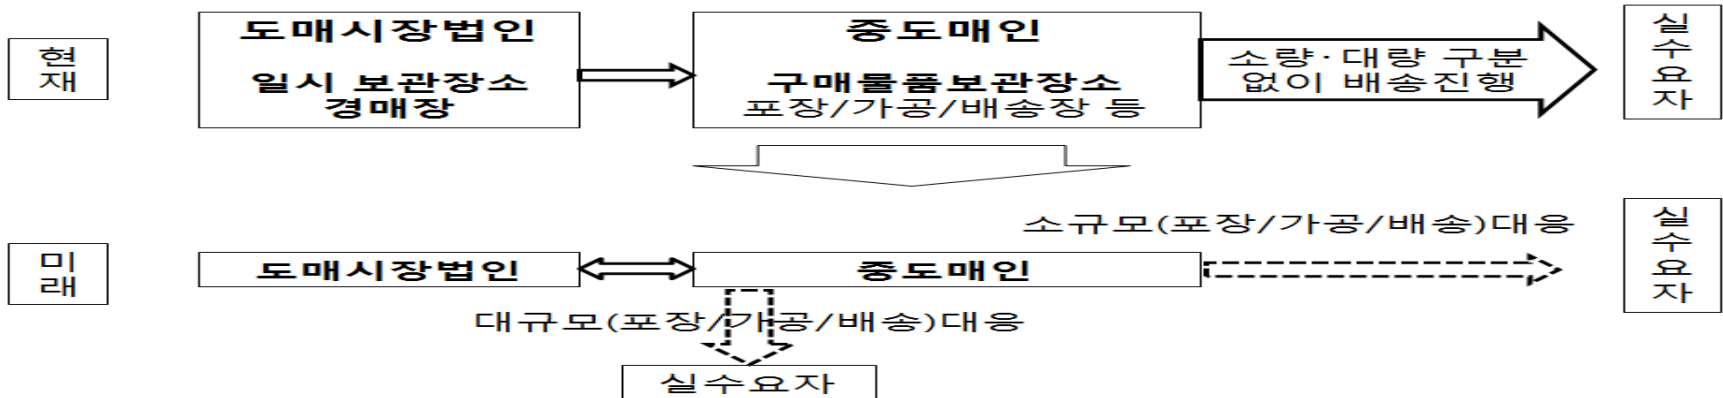 현
재
도매시장법인
일시 보관장소
경매장
중도매인
구매물품보관장소
포장/가공/배송장 등
소량·대량 구분
없이 배송진행
실
수
요
자
미
래
도매시장법인
중도매인
소규모(포장/가공/배송)대응
실
수
요
자
대규모(포장/가공/배송)대응
실수요자